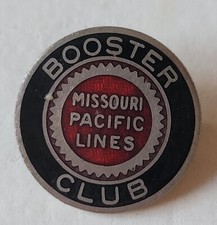 BOOSTER
MISSOURI
PACIFIC
LINES
CLUB